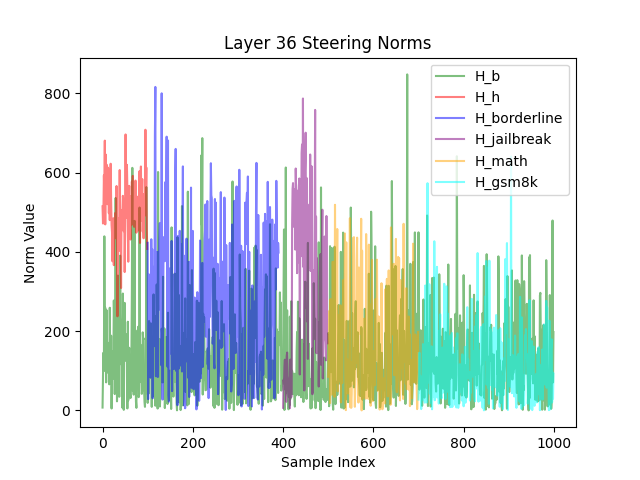 Layer 36 Steering Norms
H_b
H_h
H_borderline
H_jailbreak
H_math
H_gsm8k
800
600
400
200
0
Norm Value
0 200 400 600 800 1000
Sample Index